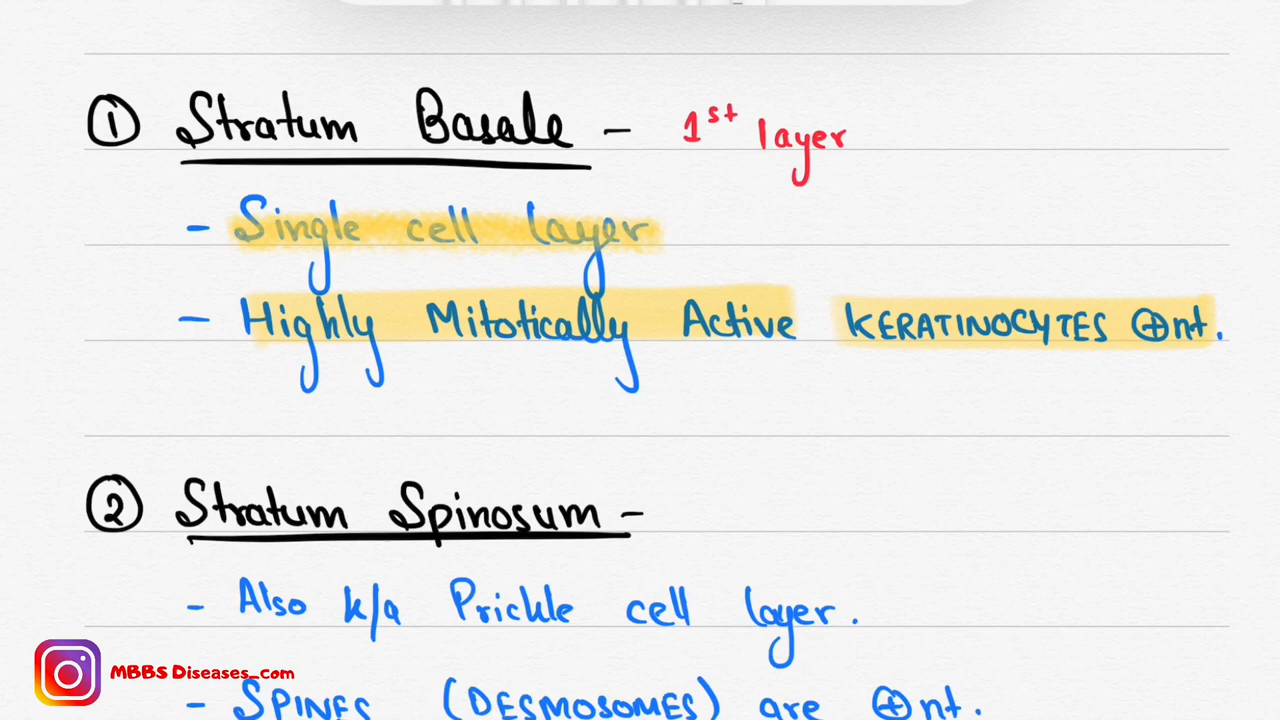 ① Stratum Basale - 1st layer
- Single cell layer
- Highly Mitotically Active KERATINOCYTES ⊕nt.
② Stratum Spinosum -
- Also k/a Prickle cell layer.
- SPINES (DESMOSOMES) are ⊕nt.
MBBS Diseases_com